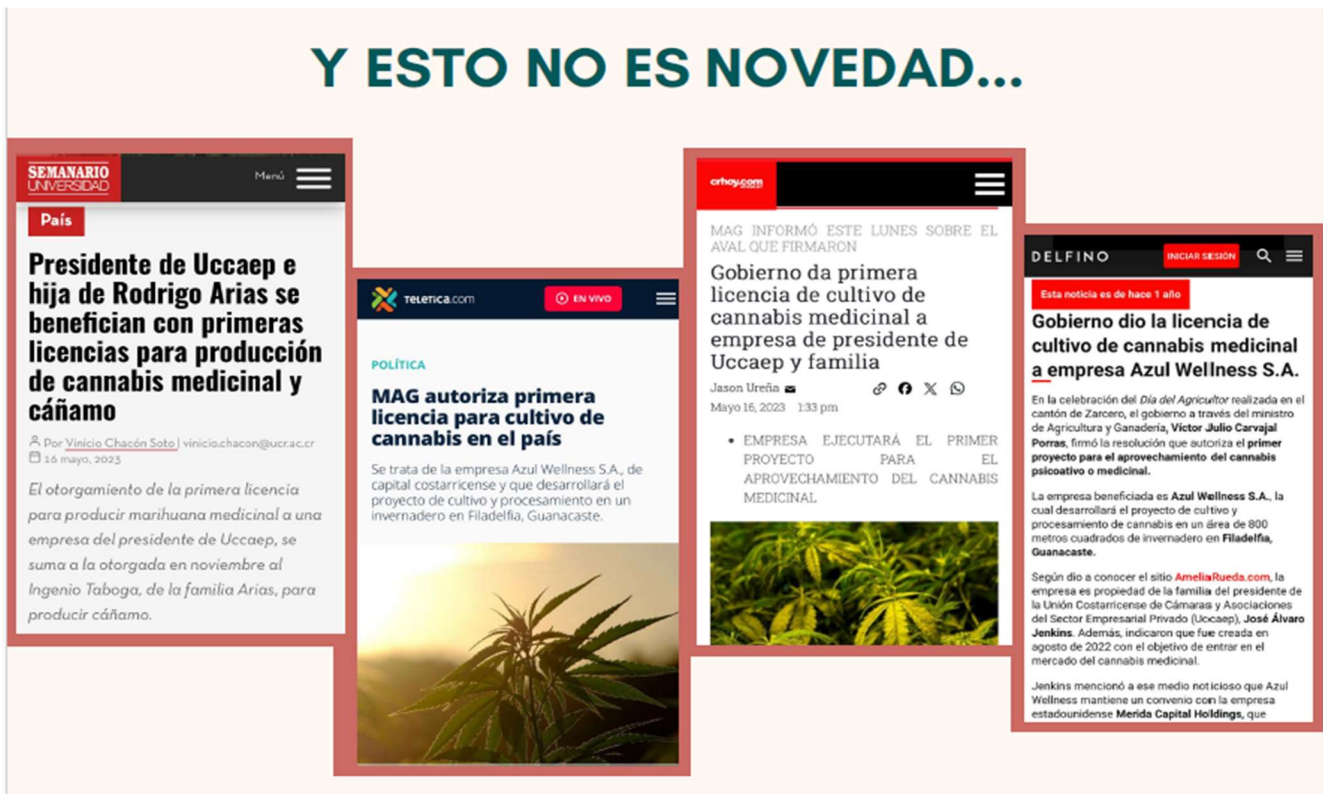 Y ESTO NO ES NOVEDAD...
SEMANARIO
UNIVERSIDAD
Menú
País
Presidente de Uccaep e
hija de Rodrigo Arias se
benefician con primeras
licencias para producción
de cannabis medicinal y
cáñamo
Por Vinicio Chacón Soto | vinicio.chacon@ucr.ac.cr
16 mayo, 2023
El otorgamiento de la primera licencia
para producir marihuana medicinal a una
empresa del presidente de Uccaep, se
suma a la otorgada en noviembre al
Ingenio Taboga, de la familia Arias, para
producir cáñamo.
TELETICA.COM
EN VIVO
POLÍTICA
MAG autoriza primera
licencia para cultivo de
cannabis en el país
Se trata de la empresa Azul Wellness S.A., de
capital costarricense y que desarrollará el
proyecto de cultivo y procesamiento en un
invernadero en Filadelfia, Guanacaste.
crhoy.com
MAG INFORMÓ ESTE LUNES SOBRE EL
AVAL QUE FIRMARON
Gobierno da primera
licencia de cultivo de
cannabis medicinal a
empresa de presidente de
Uccaep y familia
Jason Ureña
Mayo 16, 2023 1:33 pm
• EMPRESA EJECUTARÁ EL PRIMER
PROYECTO PARA EL
APROVECHAMIENTO DEL CANNABIS
MEDICINAL
DELFINO
INICIAR SESIÓN
Esta noticia es de hace 1 año
Gobierno dio la licencia de
cultivo de cannabis medicinal
a empresa Azul Wellness S.A.
En la celebración del Día del Agricultor realizada en el
cantón de Zarcero, el gobierno a través del ministro
de Agricultura y Ganadería, Víctor Julio Carvajal
Porras, firmó la resolución que autoriza el primer
proyecto para el aprovechamiento del cannabis
psicoativo o medicinal.
La empresa beneficiada es Azul Wellness S.A., la
cual desarrollará el proyecto de cultivo y
procesamiento de cannabis en un área de 800
metros cuadrados de invernadero en Filadelfia,
Guanacaste.
Según dio a conocer el sitio AmeliaRueda.com, la
empresa es propiedad de la familia del presidente de
la Unión Costarricense de Cámaras y Asociaciones
del Sector Empresarial Privado (Uccaep), José Álvaro
Jenkins. Además, indicaron que fue creada en
agosto de 2022 con el objetivo de entrar en el
mercado del cannabis medicinal.
Jenkins mencionó a ese medio noticioso que Azul
Wellness mantiene un convenio con la empresa
estadounidense Merida Capital Holdings, que